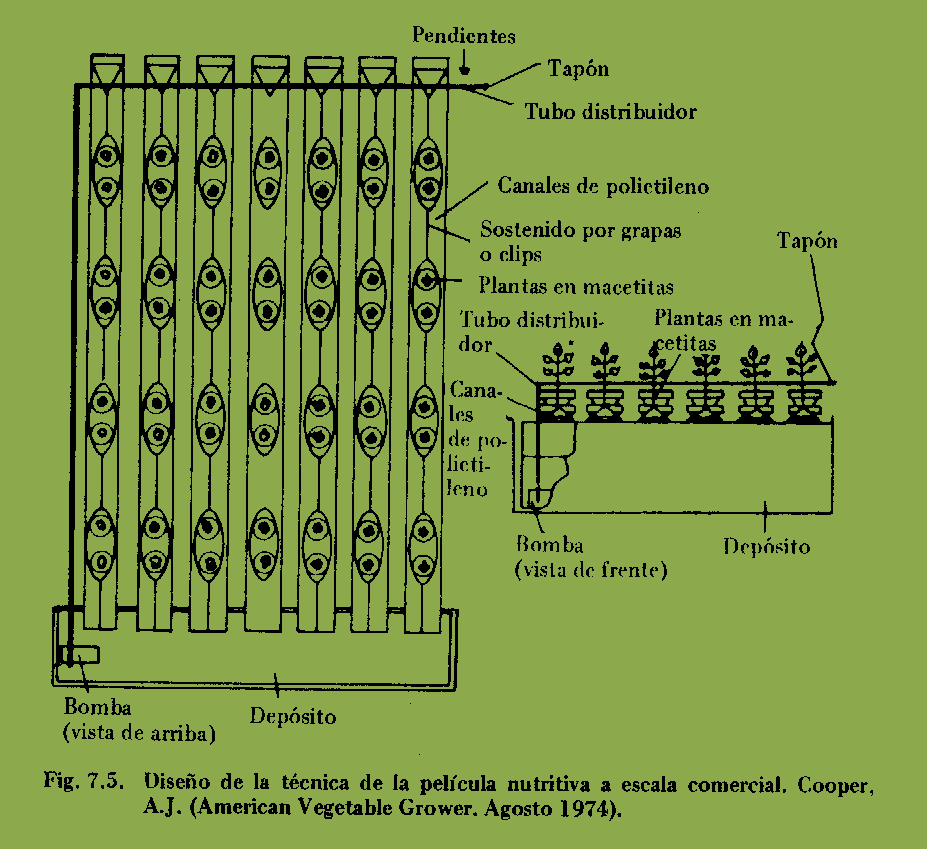 Pendientes
Tapón
Tubo distribuidor
Canales de polictileno
Sostenido por grapas
o clips
Plantas en macetitas
Tapón
Tubo distribui-
dor
Plantas en ma-
cetitas
Cana-
les
de po-
licti-
leno
Bomba
(vista de frente)
Depósito
Bomba
(vista de arriba)
Depósito
Fig. 7.5. Diseño de la técnica de la película nutritiva a escala comercial. Cooper,
A.J. (American Vegetable Grower. Agosto 1974).